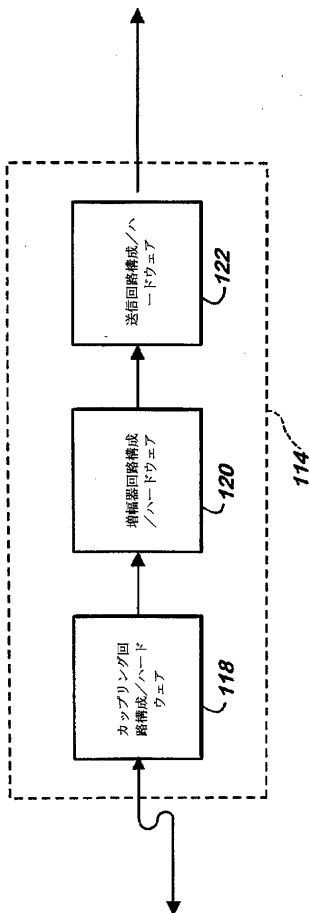 カップリング回
路構成/ハード
ウェア
118
増幅器回路構成
/ハードウェア
120
送信回路構成/ハ
ードウェア
122
114